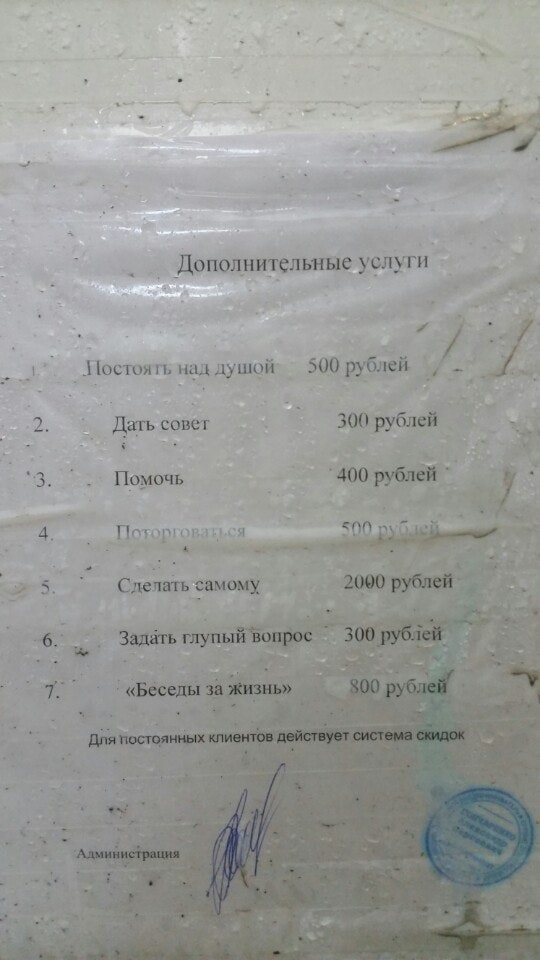 Дополнительные услуги
1. Постоять над душой 500 рублей
2. Дать совет 300 рублей
3. Помочь 400 рублей
4. Поторговаться 500 рублей
5. Сделать самому 2000 рублей
6. Задать глупый вопрос 300 рублей
7. «Беседы за жизнь» 800 рублей
Для постоянных клиентов действует система скидок
Администрация